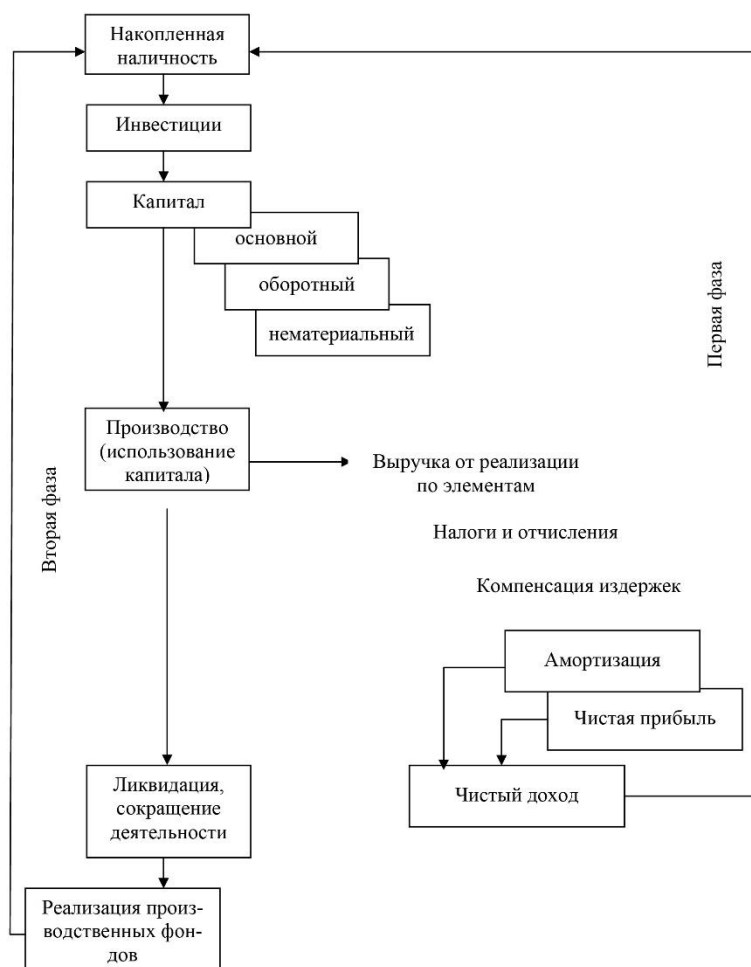 Накопленная
наличность
Инвестиции
Капитал
основной
оборотный
нематериальный
Первая фаза
Производство
(использование
капитала)
Выручка от реализации
по элементам
Вторая фаза
Налоги и отчисления
Компенсация издержек
Амортизация
Чистая прибыль
Чистый доход
Ликвидация,
сокращение
деятельности
Реализация произ-
водственных фон-
дов